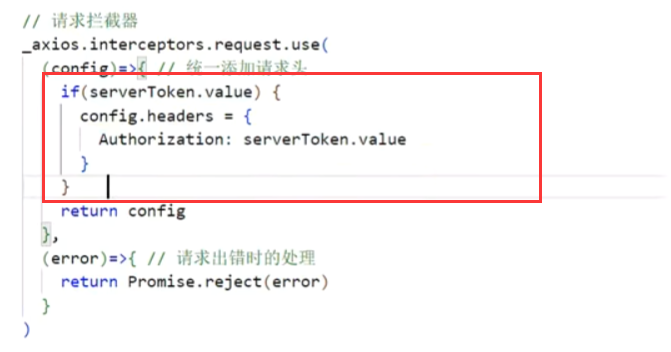 // 请求拦截器
_axios.interceptors.request.use(
(config)=>{ // 统一添加请求头
if(serverToken.value) {
config.headers = {
Authorization: serverToken.value
}
}
return config
},
(error)=>{ // 请求出错时的处理
return Promise.reject(error)
}
)